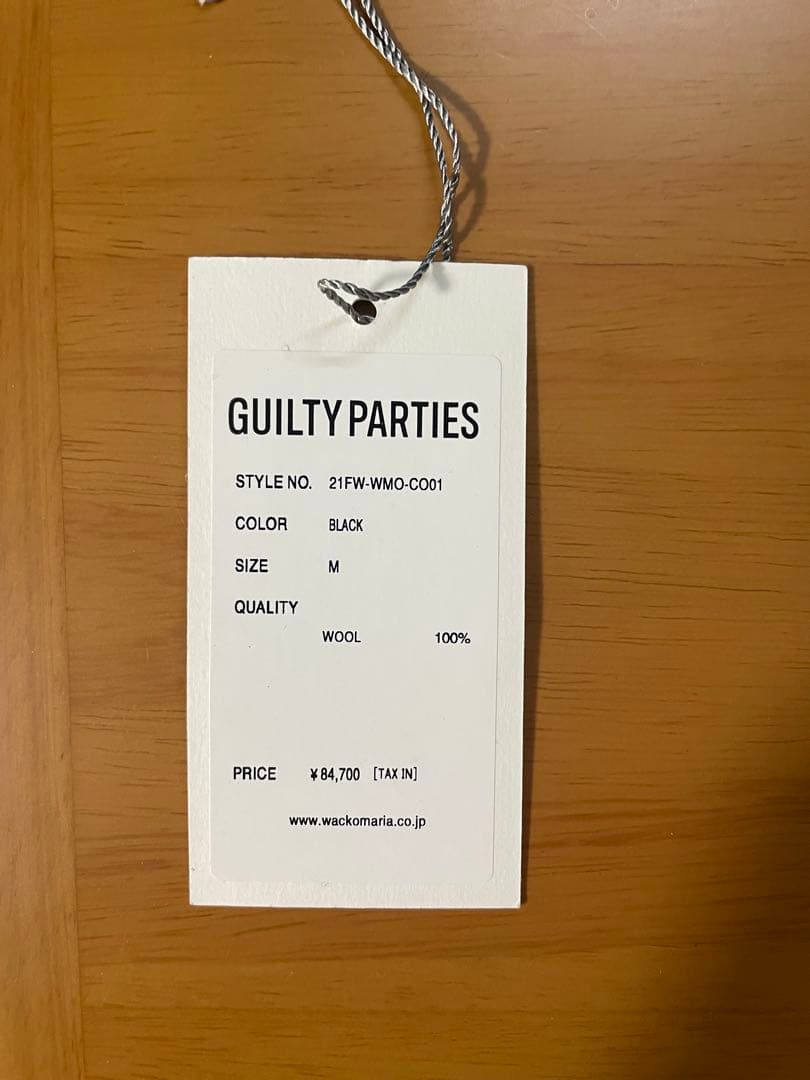 GUILTY PARTIES
STYLE NO. 21FW-WMO-CO01
COLOR BLACK
SIZE M
QUALITY
WOOL 100%
PRICE ¥84,700 [TAX IN]
www.wackomaria.co.jp